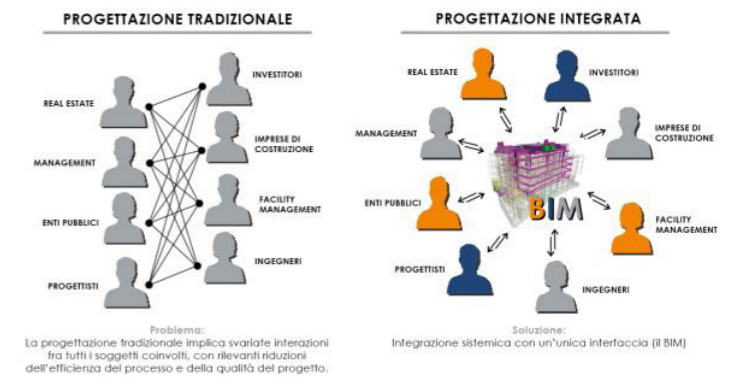 PROGETTAZIONE TRADIZIONALE
REAL ESTATE
MANAGEMENT
ENTI PUBBLICI
PROGETTISTI
INVESTITORI
IMPRESE DI
COSTRUZIONE
FACILITY
MANAGEMENT
INGEGNERI
Problema:
La progettazione tradizionale implica svariate interazioni
fra tutti i soggetti coinvolti, con rilevanti riduzioni
dell'efficienza del processo e della qualità del progetto.
PROGETTAZIONE INTEGRATA
REAL ESTATE
INVESTITORI
MANAGEMENT
IMPRESE DI
COSTRUZIONE
ENTI PUBBLICI
BIM
FACILITY
MANAGEMENT
PROGETTISTI
INGEGNERI
Soluzione:
Integrazione sistemica con un'unica interfaccia (il BIM)